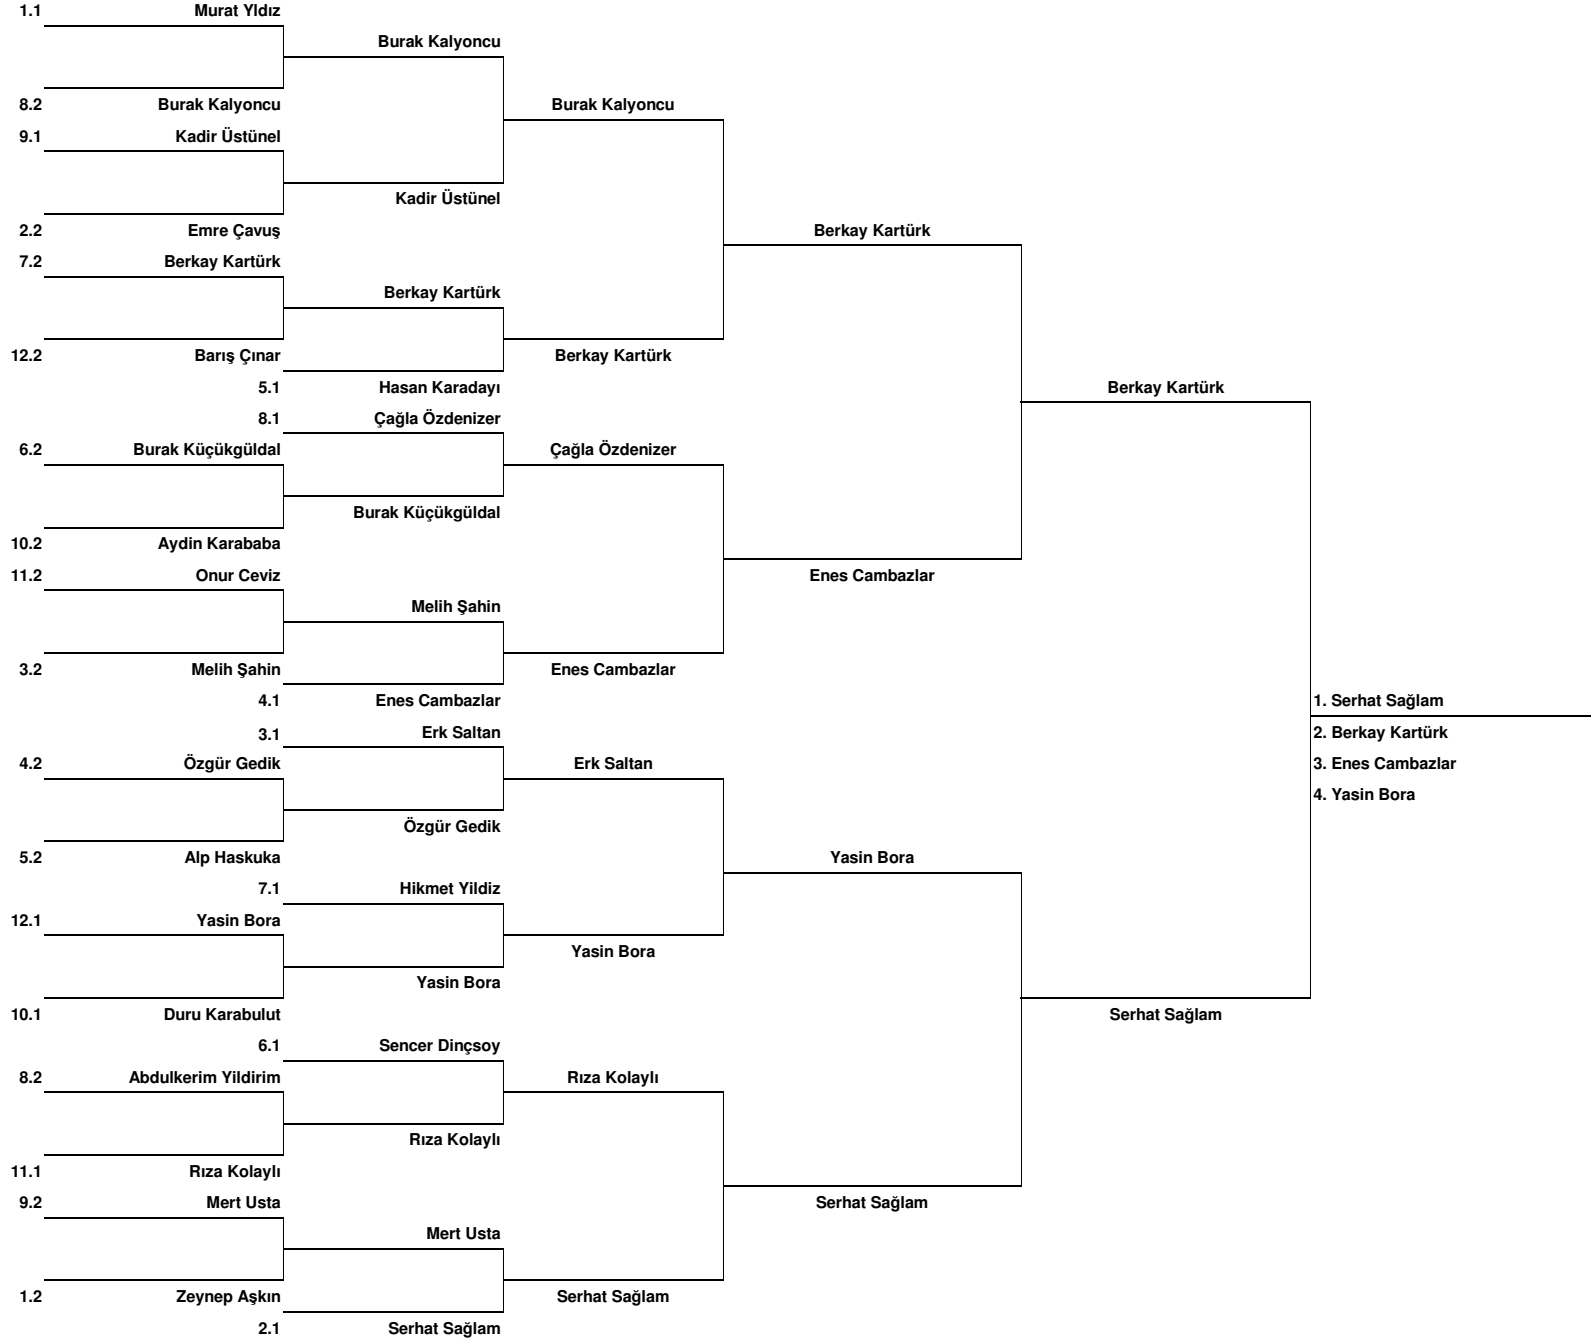 1.1 Murat Yldız
Burak Kalyoncu
8.2 Burak Kalyoncu Burak Kalyoncu
9.1 Kadir Üstünel
Kadir Üstünel
2.2 Emre Çavuş Berkay Kartürk
7.2 Berkay Kartürk
Berkay Kartürk
12.2 Barış Çınar Berkay Kartürk
5.1 Hasan Karadayı Berkay Kartürk
8.1 Çağla Özdenizer
6.2 Burak Küçükgüldal Çağla Özdenizer
Burak Küçükgüldal
10.2 Aydin Karababa
11.2 Onur Ceviz Enes Cambazlar
Melih Şahin
3.2 Melih Şahin Enes Cambazlar
4.1 Enes Cambazlar 1. Serhat Sağlam
3.1 Erk Saltan 2. Berkay Kartürk
4.2 Özgür Gedik Erk Saltan 3. Enes Cambazlar
4. Yasin Bora
Özgür Gedik
5.2 Alp Haskuka Yasin Bora
7.1 Hikmet Yildiz
12.1 Yasin Bora
Yasin Bora
Yasin Bora
10.1 Duru Karabulut Serhat Sağlam
6.1 Sencer Dinçsoy
8.2 Abdulkerim Yildirim Rıza Kolaylı
Rıza Kolaylı
11.1 Rıza Kolaylı
9.2 Mert Usta Serhat Sağlam
Mert Usta
1.2 Zeynep Aşkın Serhat Sağlam
2.1 Serhat Sağlam